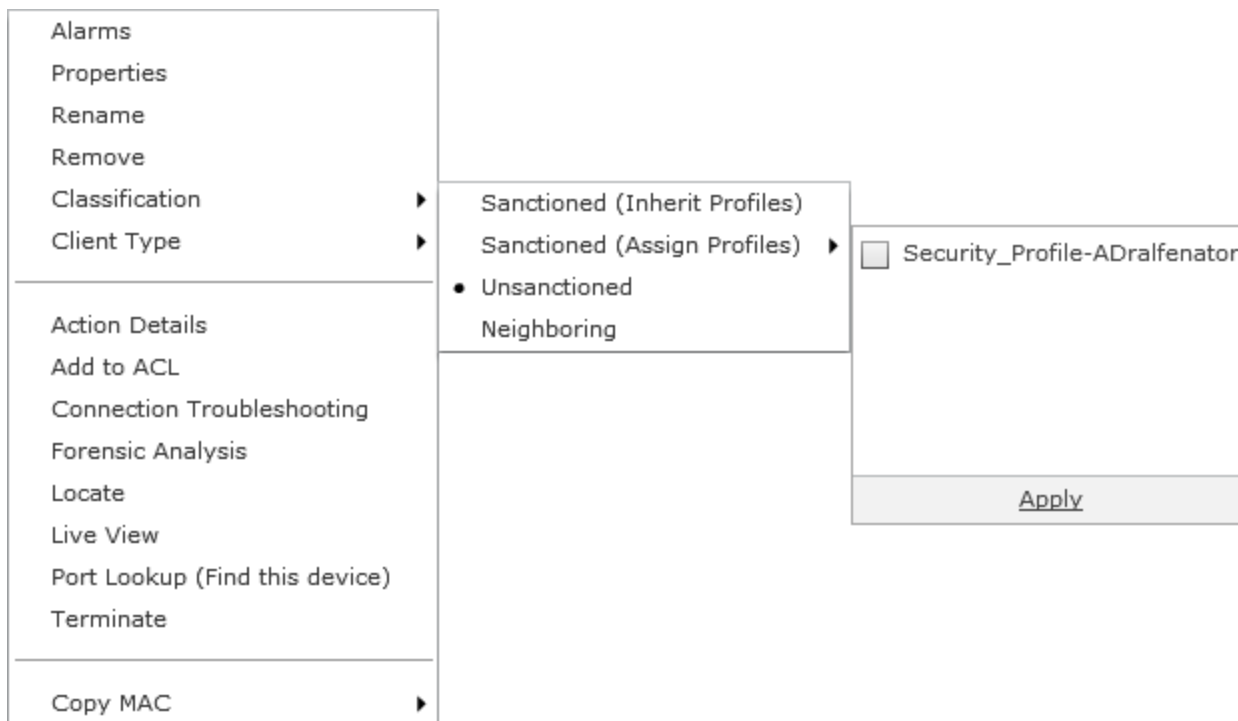 Alarms
Properties
Rename
Remove
Classification
Client Type
Action Details
Add to ACL
Connection Troubleshooting
Forensic Analysis
Locate
Live View
Port Lookup (Find this device)
Terminate
Copy MAC
Sanctioned (Inherit Profiles)
Sanctioned (Assign Profiles)
Unsanctioned
Neighboring
Security_Profile-ADralfenator
Apply